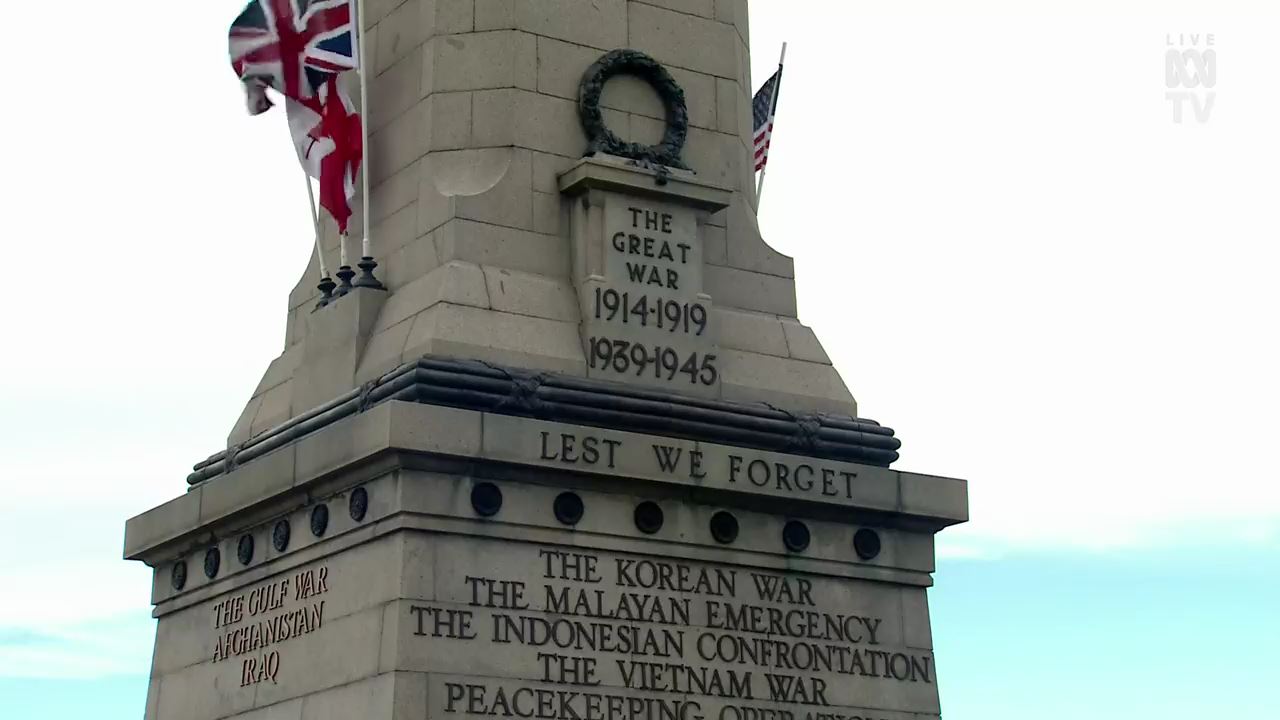 LIVE
TV
THE
GREAT
WAR
1914-1919
1939-1945
LEST WE FORGET
THE GULF WAR
AFGHANISTAN
IRAQ
THE KOREAN WAR
THE MALAYAN EMERGENCY
THE INDONESIAN CONFRONTATION
THE VIETNAM WAR
PEACEKEEPING